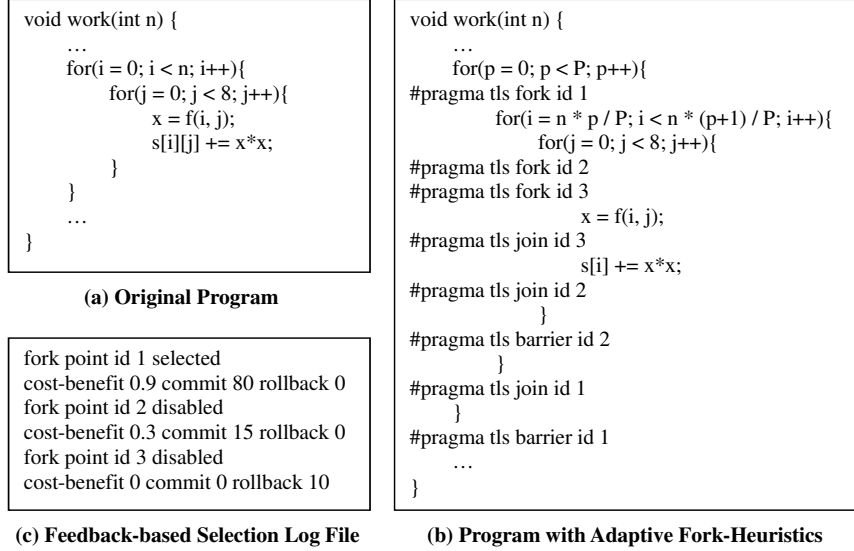 void work(int n) {
…
for(i = 0; i < n; i++){
for(j = 0; j < 8; j++){
x = f(i, j);
s[i][j] += x*x;
}
}
…
}
(a) Original Program
fork point id 1 selected
cost-benefit 0.9 commit 80 rollback 0
fork point id 2 disabled
cost-benefit 0.3 commit 15 rollback 0
fork point id 3 disabled
cost-benefit 0 commit 0 rollback 10
(c) Feedback-based Selection Log File
void work(int n) {
…
for(p = 0; p < P; p++){
#pragma tls fork id 1
for(i = n * p / P; i < n * (p+1) / P; i++){
for(j = 0; j < 8; j++){
#pragma tls fork id 2
#pragma tls fork id 3
x = f(i, j);
#pragma tls join id 3
s[i] += x*x;
#pragma tls join id 2
}
#pragma tls barrier id 2
}
#pragma tls join id 1
}
#pragma tls barrier id 1
…
}
(b) Program with Adaptive Fork-Heuristics